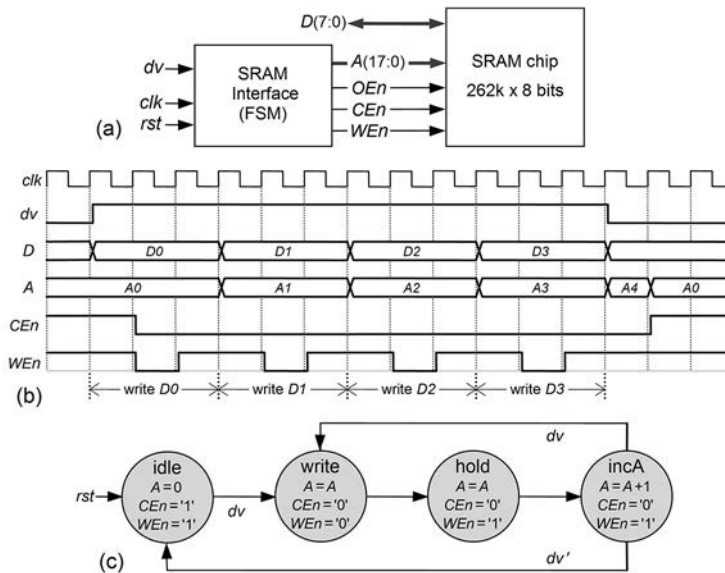 D(7:0)
dv
clk
rst
SRAM
Interface
(FSM)
A(17:0)
OEn
CEn
WEn
SRAM chip
262k x 8 bits
(a)
clk
dv
D D0 D1 D2 D3
A A0 A1 A2 A3 A4 A0
CEn
WEn
write D0 write D1 write D2 write D3
(b)
dv
rst
idle
A = 0
CEn = '1'
WEn = '1'
dv
write
A = A
CEn = '0'
WEn = '0'
hold
A = A
CEn = '0'
WEn = '1'
incA
A = A + 1
CEn = '0'
WEn = '1'
dv'
(c)